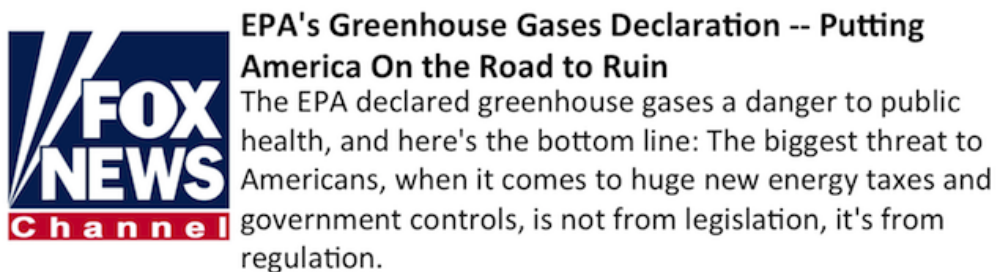 EPA's Greenhouse Gases Declaration -- Putting
America On the Road to Ruin
The EPA declared greenhouse gases a danger to public
health, and here's the bottom line: The biggest threat to
Americans, when it comes to huge new energy taxes and
government controls, is not from legislation, it's from
regulation.
FOX
NEWS
Channel